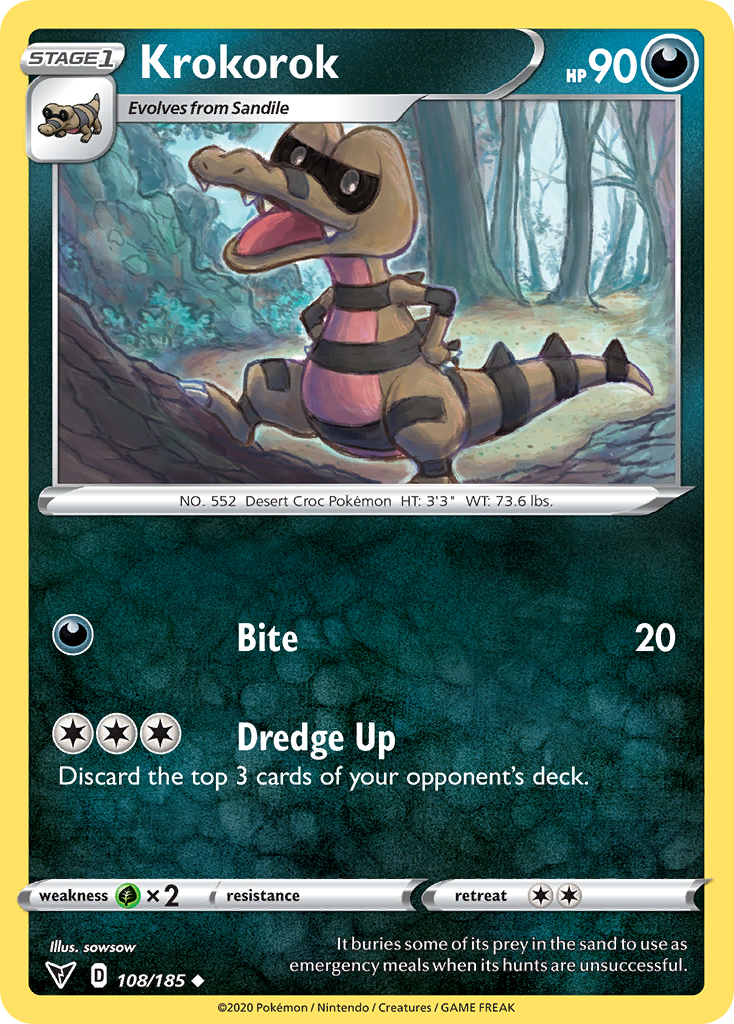 STAGE1
Krokorok
HP 90
Evolves from Sandile
NO. 552 Desert Croc Pokémon HT: 3'3" WT: 73.6 lbs.
Bite 20
Dredge Up
Discard the top 3 cards of your opponent's deck.
weakness ×2 resistance retreat
Illus. sowsow
It buries some of its prey in the sand to use as
emergency meals when its hunts are unsuccessful.
D 108/185
©2020 Pokémon / Nintendo / Creatures / GAME FREAK